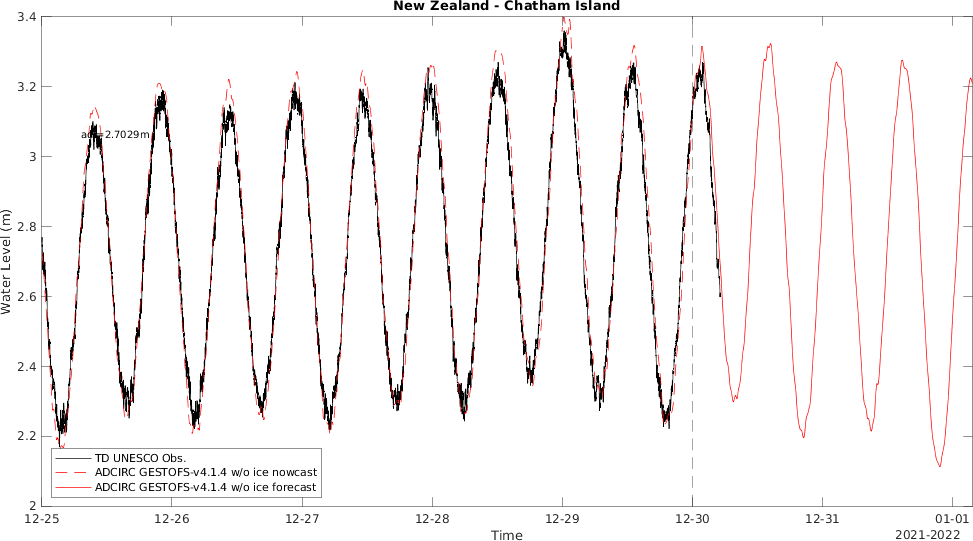 New Zealand - Chatham Island
3.4
3.2
3
2.8
2.6
2.4
2.2
2
Water Level (m)
=2.7029m
TD UNESCO Obs.
ADCIRC GESTOFS-v4.1.4 w/o ice nowcast
ADCIRC GESTOFS-v4.1.4 w/o ice forecast
12-25 12-26 12-27 12-28 12-29 12-30 12-31 01-01
Time
2021-2022